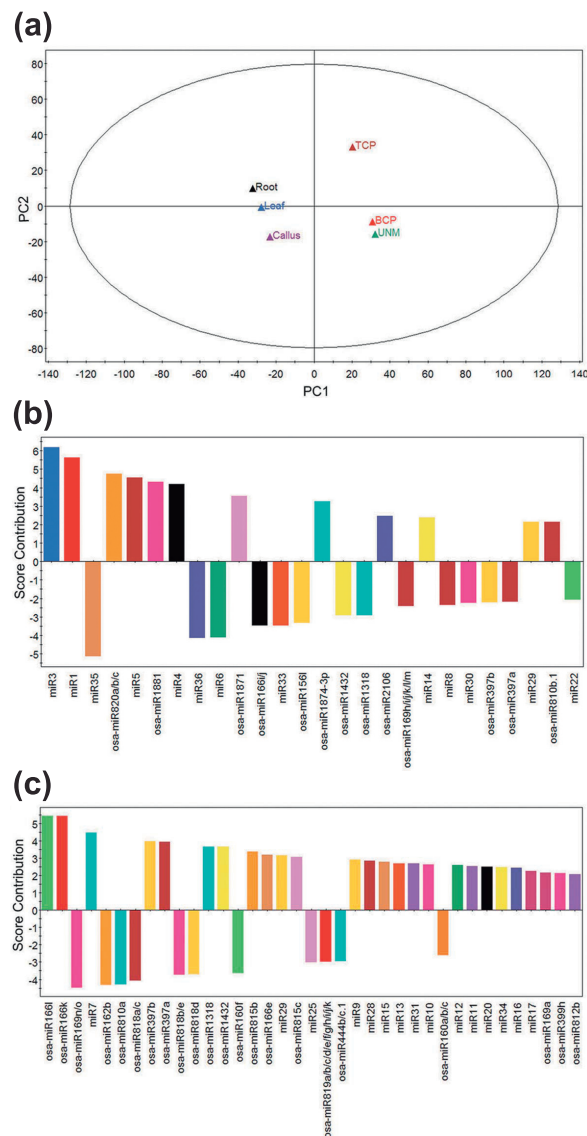 (a)
80
60
40
20
0
-20
-40
-60
-80
PC2
TCP
Root
Leaf
BCP
Callus
UNM
-140 -120 -100 -80 -60 -40 -20 0 20 40 60 80 100 120 140
PC1
(b)
6
5
4
3
2
1
0
-1
-2
-3
-4
-5
Score Contribution
miR3
miR1
miR35
osa-miR820a/b/c
miR5
osa-miR1881
miR4
miR36
miR6
osa-miR1871
osa-miR166i/j
miR33
osa-miR156l
osa-miR1874-3p
osa-miR1432
osa-miR1318
osa-miR2106
osa-miR169h/i/j/k/l/m
miR14
miR8
miR30
osa-miR397b
osa-miR397a
miR29
osa-miR810b.1
miR22
(c)
5
4
3
2
1
0
-1
-2
-3
-4
Score Contribution
osa-miR166l
osa-miR166k
osa-miR169n/o
miR7
osa-miR162b
osa-miR810a
osa-miR818a/c
osa-miR397b
osa-miR397a
osa-miR818b/e
osa-miR818d
osa-miR1318
osa-miR1432
osa-miR160f
osa-miR815b
osa-miR166e
miR29
osa-miR815c
miR25
osa-miR819a/b/c/d/e/f/g/h/i/j/k
osa-miR444b/c.1
miR9
miR28
miR15
miR13
miR31
miR10
osa-miR160a/b/c
miR12
miR11
miR20
miR34
miR16
miR17
osa-miR169a
osa-miR399h
osa-miR812b